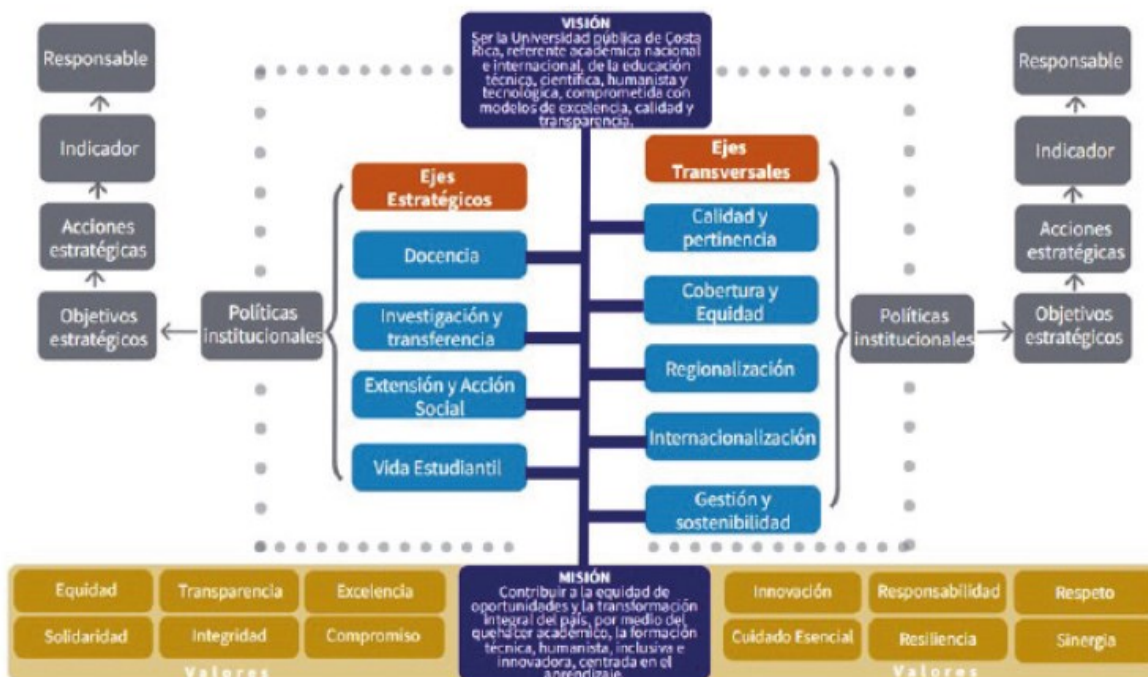 VISIÓN
Ser la Universidad pública de Costa
Rica, referente académica nacional
e internacional, de la educación
técnica, científica, humanista y
tecnológica, comprometida con
modelos de excelencia, calidad y
transparencia.
Responsable
Indicador
Acciones
estratégicas
Objetivos
estratégicos
Políticas
institucionales
Ejes
Estratégicos
Docencia
Investigación y
transferencia
Extensión y Acción
Social
Vida Estudiantil
Ejes
Transversales
Calidad y
pertinencia
Cobertura y
Equidad
Regionalización
Internacionalización
Gestión y
sostenibilidad
Políticas
institucionales
Responsable
Indicador
Acciones
estratégicas
Objetivos
estratégicos
Equidad
Transparencia
Excelencia
Solidaridad
Integridad
Compromiso
Valores
MISIÓN
Contribuir a la equidad de
oportunidades y la transformación
integral del país, por medio del
quehacer académico, la formación
técnica, humanista, inclusiva e
innovadora, centrada en el
aprendizaje.
Innovación
Responsabilidad
Respeto
Cuidado Esencial
Resiliencia
Sinergia
Valores